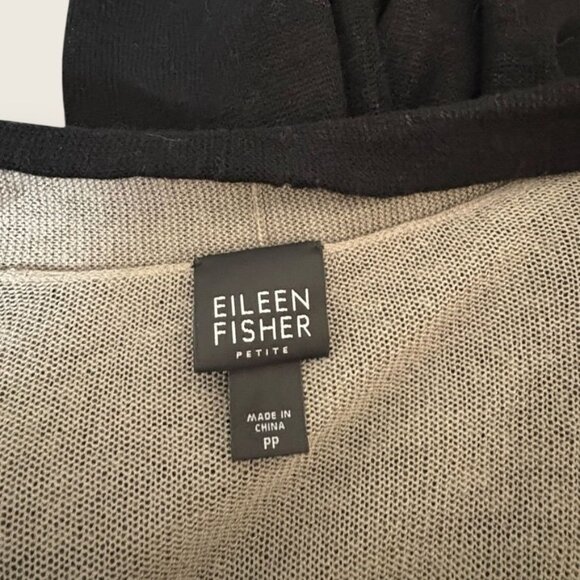 EILEEN
FISHER
PETITE
MADE IN
CHINA
PP